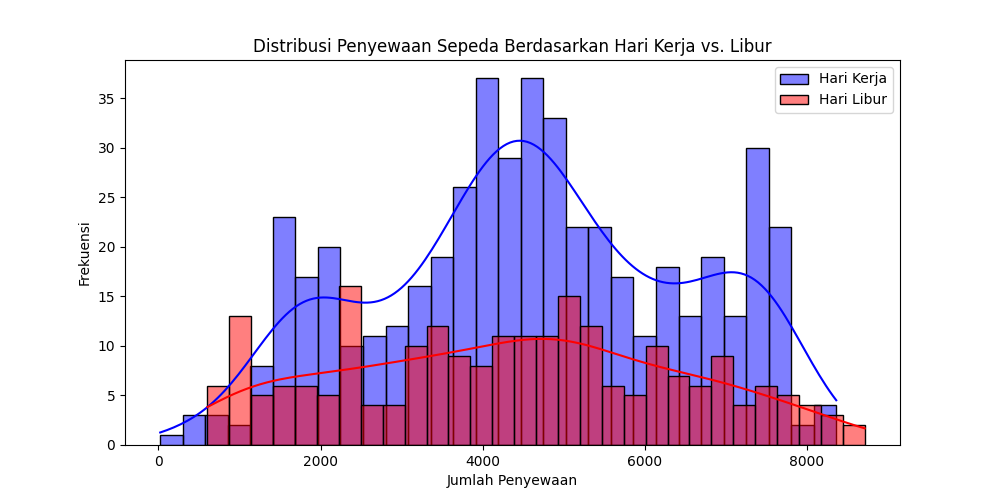 Distribusi Penyewaan Sepeda Berdasarkan Hari Kerja vs. Libur
Hari Kerja
Hari Libur
Frekuensi
35
30
25
20
15
10
5
0
0 2000 4000 6000 8000
Jumlah Penyewaan